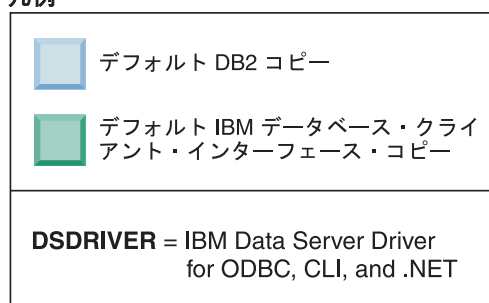 凡例
デフォルト DB2 コピー
デフォルト IBM データベース・クライ
アント・インターフェース・コピー
DSDRIVER = IBM Data Server Driver
for ODBC, CLI, and .NET